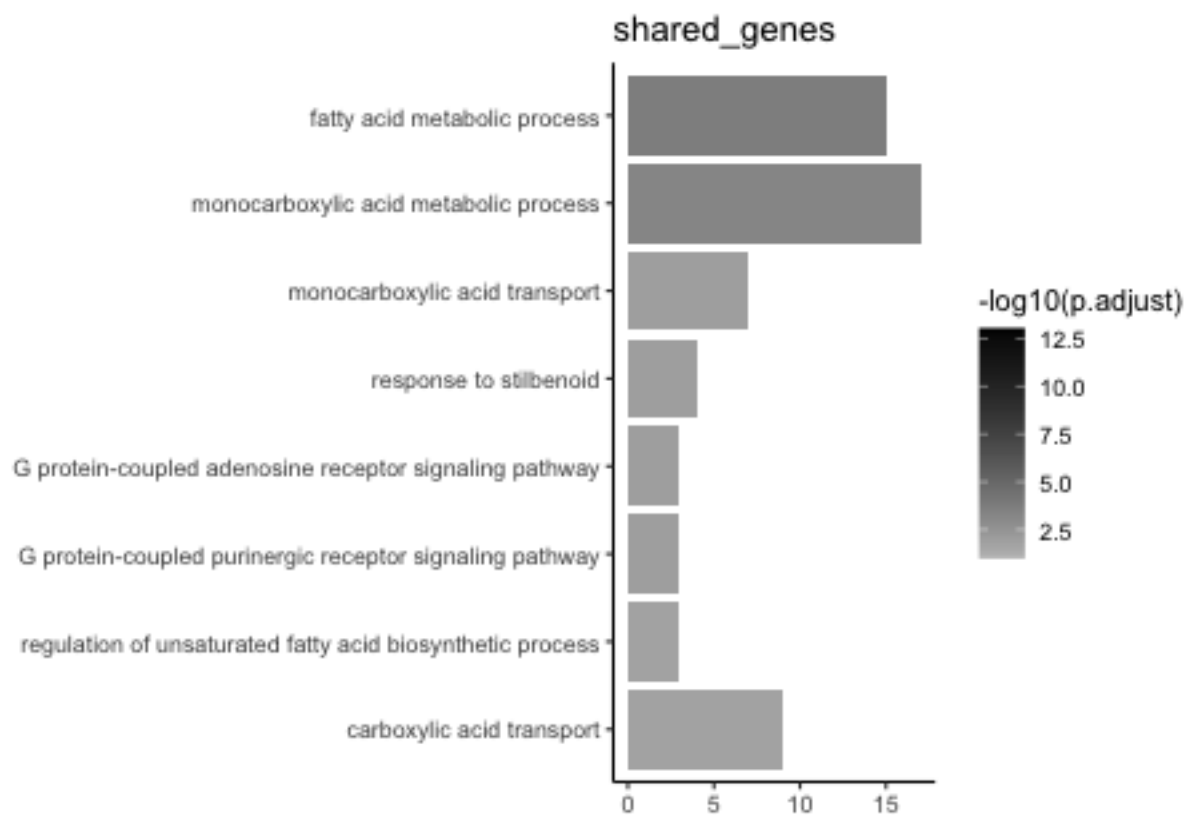 shared_genes
fatty acid metabolic process
monocarboxylic acid metabolic process
monocarboxylic acid transport
response to stilbenoid
G protein-coupled adenosine receptor signaling pathway
G protein-coupled purinergic receptor signaling pathway
regulation of unsaturated fatty acid biosynthetic process
carboxylic acid transport
0 5 10 15
-log10(p.adjust)
12.5
10.0
7.5
5.0
2.5